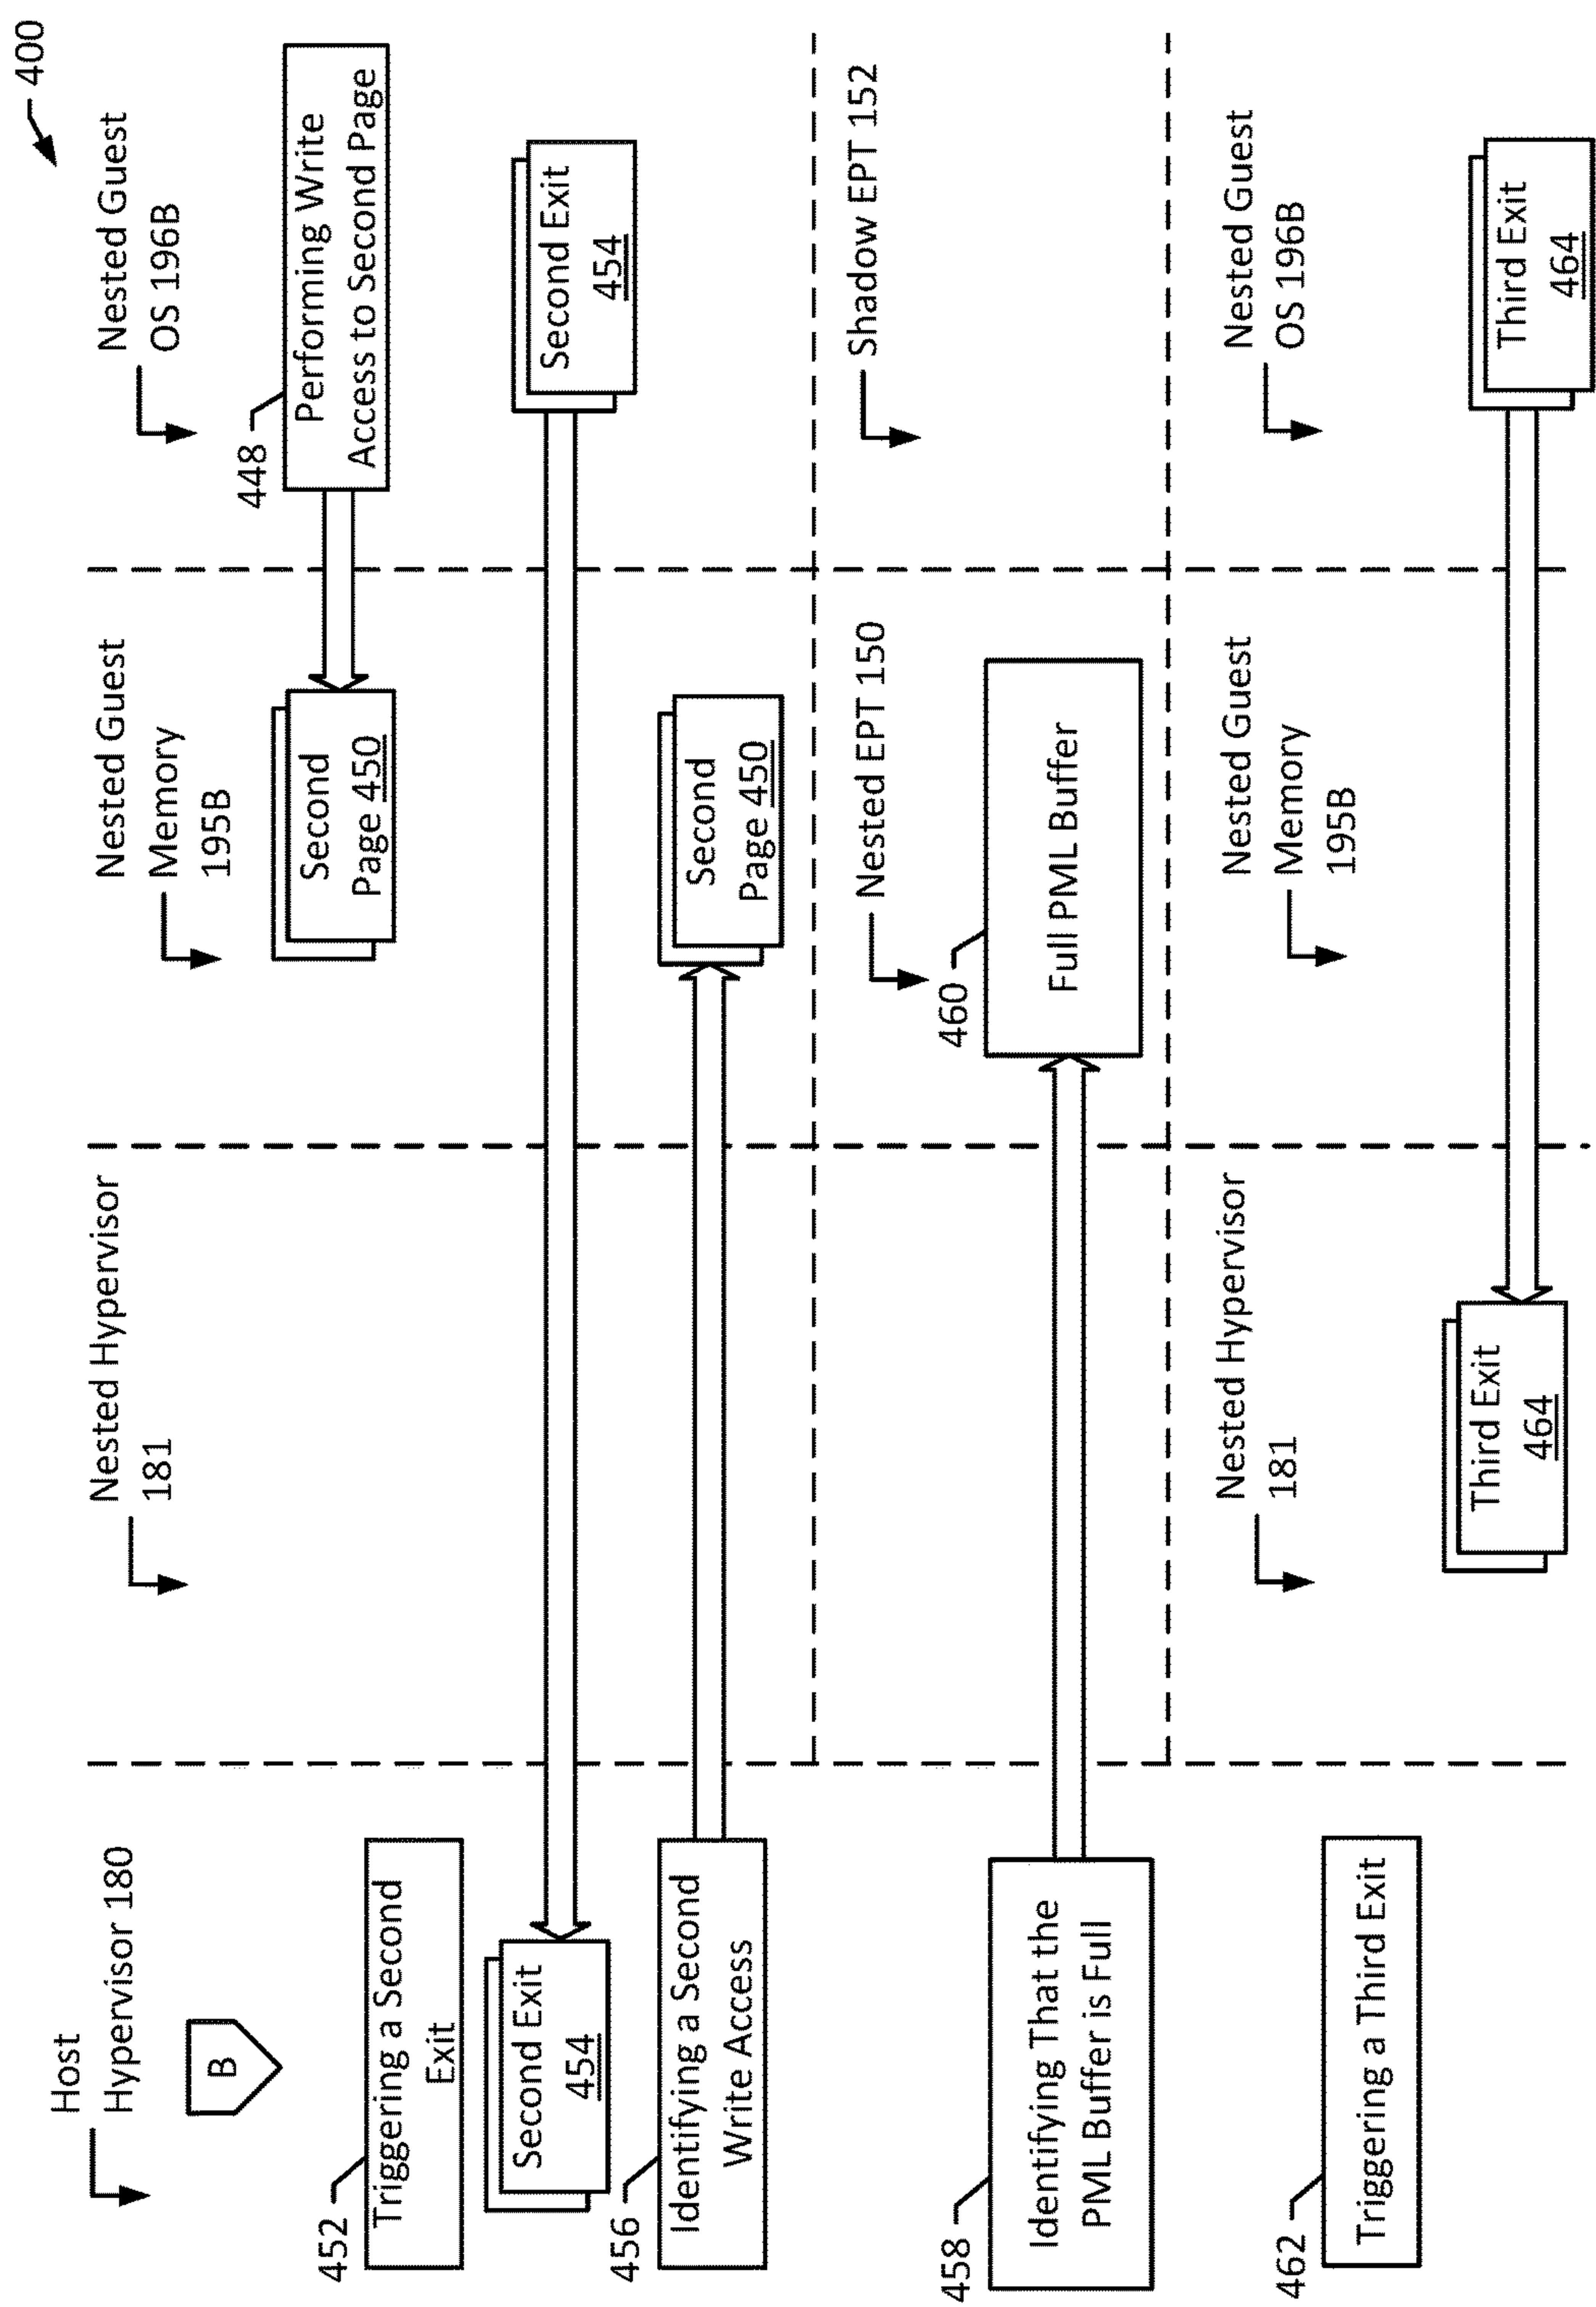 400
Host
Hypervisor 180
Nested Hypervisor
181
Nested Guest
Memory
195B
Nested Guest
OS 196B
B
448
Performing Write
Access to Second Page
Second
Page 450
452
Triggering a Second
Exit
Second Exit
454
Second Exit
454
456
Identifying a Second
Write Access
Second
Page 450
Nested EPT 150
Shadow EPT 152
458
Identifying That the
PML Buffer is Full
460
Full PML Buffer
Nested Hypervisor
181
Nested Guest
Memory
195B
Nested Guest
OS 196B
462
Triggering a Third Exit
Third Exit
464
Third Exit
464